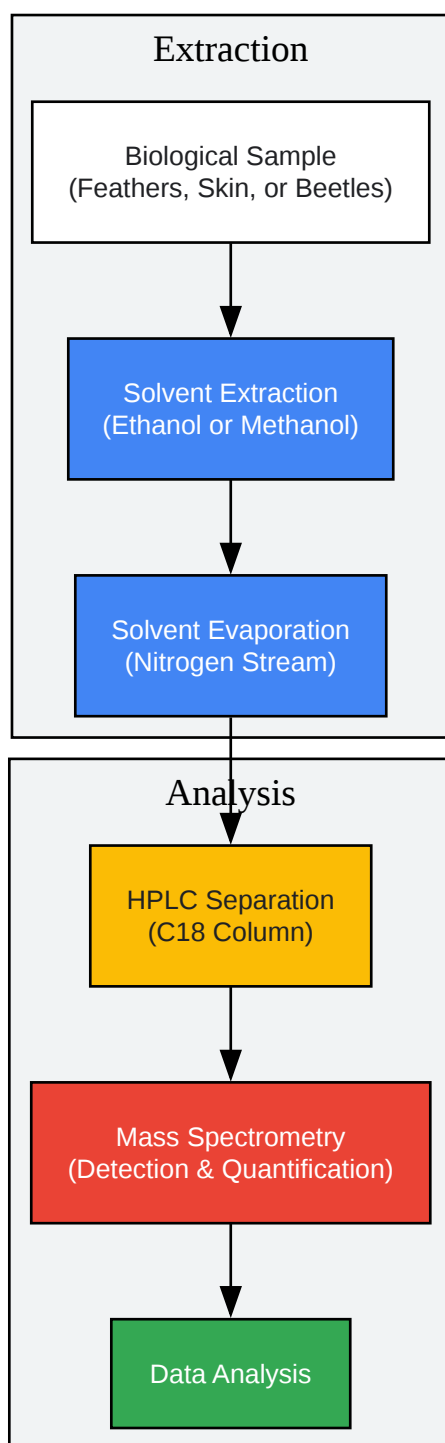 Extraction
Biological Sample
(Feathers, Skin, or Beetles)
Solvent Extraction
(Ethanol or Methanol)
Solvent Evaporation
(Nitrogen Stream)
Analysis
HPLC Separation
(C18 Column)
Mass Spectrometry
(Detection & Quantification)
Data Analysis